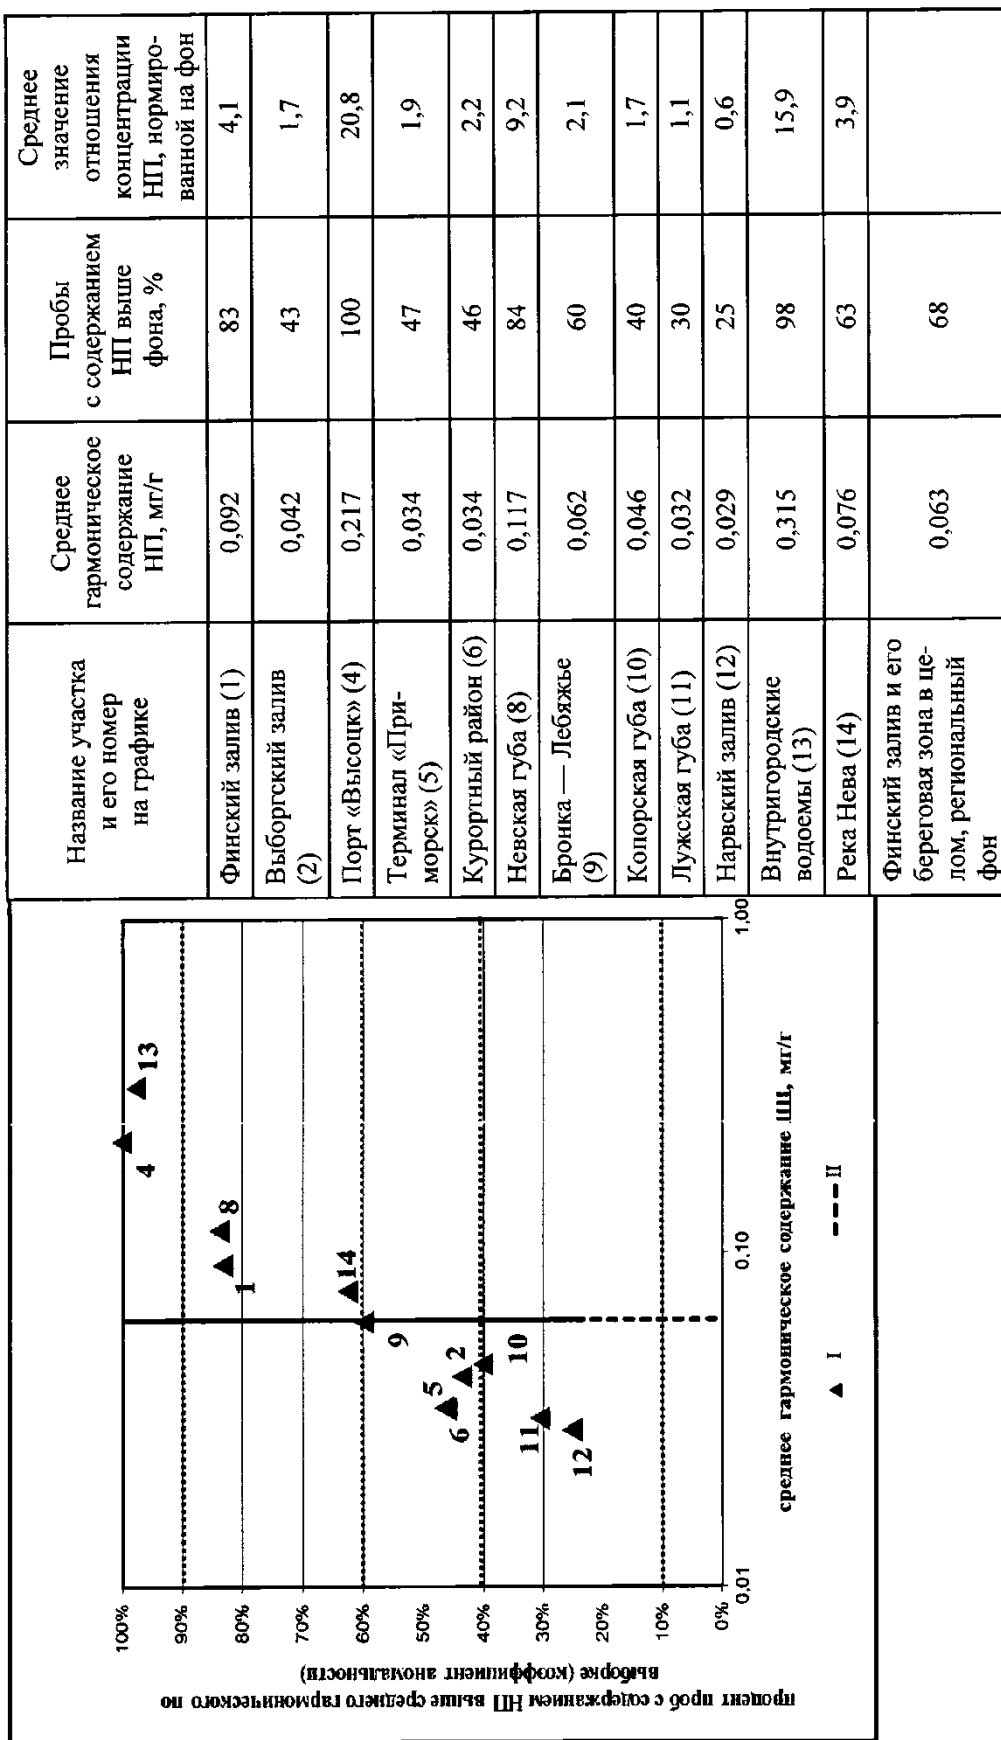 процент проб с содержанием НП выше среднего гармонического по
выборке (коэффициент аномальности)
100%
90%
80%
70%
60%
50%
40%
30%
20%
10%
0%
4
13
8
1
14
9
5
2
6
10
11
12
0,01
0,10
1,00
среднее гармоническое содержание НП, мг/г
I
II
Название участка
и его номер
на графике
Среднее
гармоническое
содержание
НП, мг/г
Пробы
с содержанием
НП выше
фона, %
Среднее
значение
отношения
концентрации
НП, нормиро-
ванной на фон
Финский залив (1) 0,092 83 4,1
Выборгский залив
(2) 0,042 43 1,7
Порт «Высоцк» (4) 0,217 100 20,8
Терминал «При-
морск» (5) 0,034 47 1,9
Курортный район (6) 0,034 46 2,2
Невская губа (8) 0,117 84 9,2
Бронка — Лебяжье
(9) 0,062 60 2,1
Копорская губа (10) 0,046 40 1,7
Лужская губа (11) 0,032 30 1,1
Нарвский залив (12) 0,029 25 0,6
Внутригородские
водоемы (13) 0,315 98 15,9
Река Нева (14) 0,076 63 3,9
Финский залив и его
береговая зона в це-
лом, региональный
фон 0,063 68